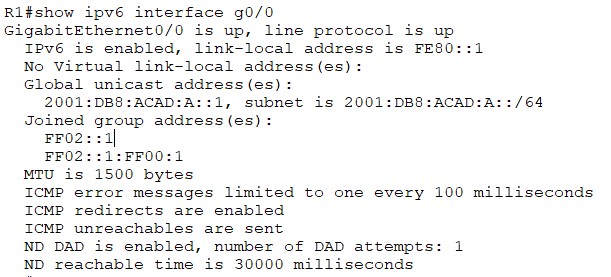 R1#show ipv6 interface g0/0
GigabitEthernet0/0 is up, line protocol is up
IPv6 is enabled, link-local address is FE80::1
No Virtual link-local address(es):
Global unicast address(es):
2001:DB8:ACAD:A::1, subnet is 2001:DB8:ACAD:A::/64
Joined group address(es):
FF02::1
FF02::1:FF00:1
MTU is 1500 bytes
ICMP error messages limited to one every 100 milliseconds
ICMP redirects are enabled
ICMP unreachables are sent
ND DAD is enabled, number of DAD attempts: 1
ND reachable time is 30000 milliseconds